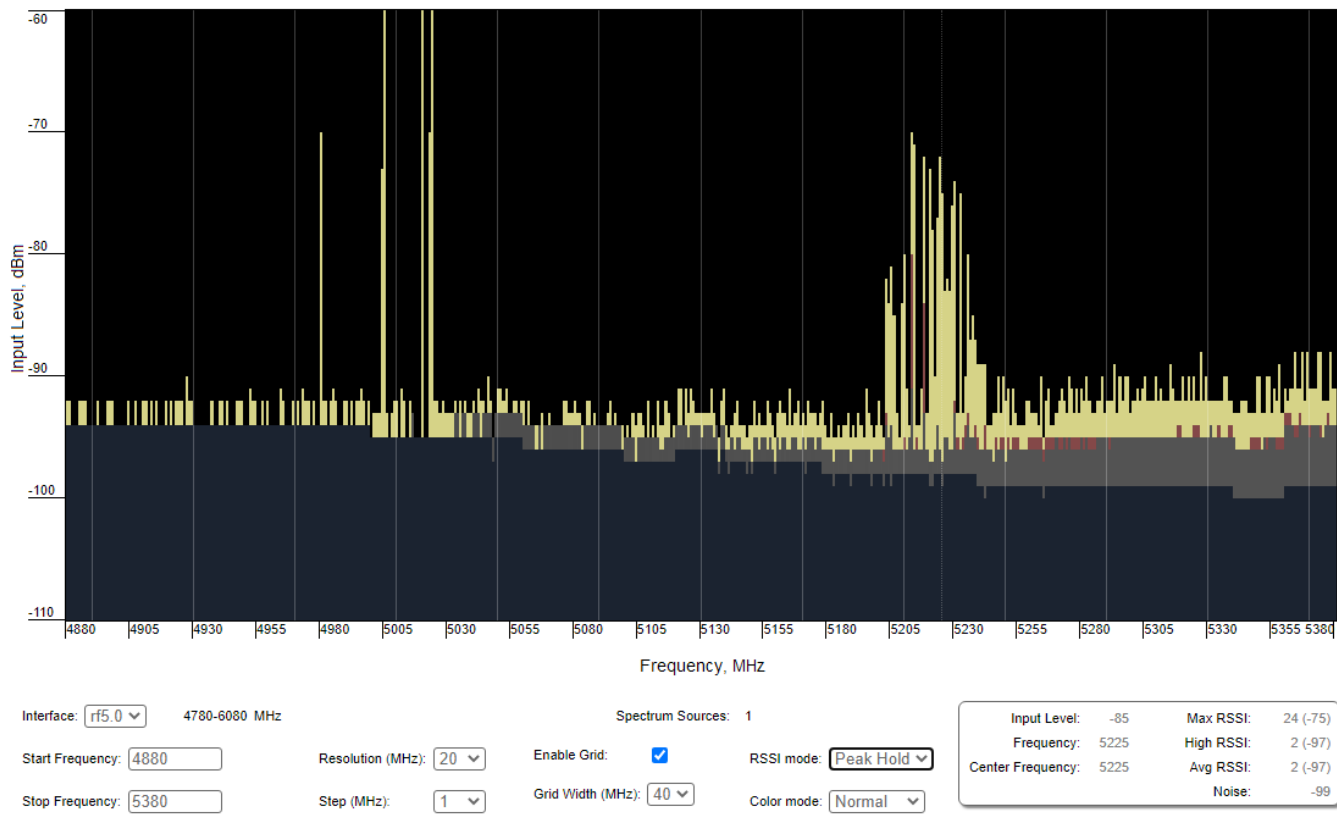 -60
-70
-80
-90
-100
-110
Input Level, dBm
4880 4905 4930 4955 4980 5005 5030 5055 5080 5105 5130 5155 5180 5205 5230 5255 5280 5305 5330 5355 5380
Frequency, MHz
Interface: rf5.0 4780-6080 MHz Spectrum Sources: 1
Start Frequency: 4880 Resolution (MHz): 20 Enable Grid: RSSI mode: Peak Hold
Stop Frequency: 5380 Step (MHz): 1 Grid Width (MHz): 40 Color mode: Normal
Input Level: -85 Max RSSI: 24 (-75)
Frequency: 5225 High RSSI: 2 (-97)
Center Frequency: 5225 Avg RSSI: 2 (-97)
Noise: -99